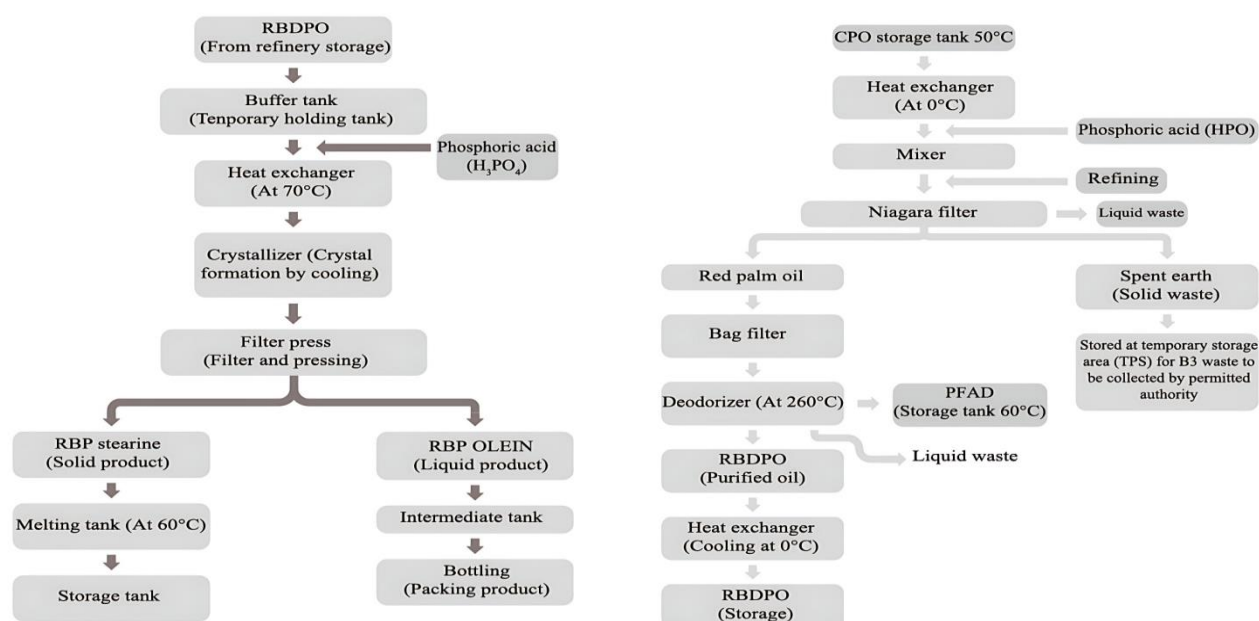 RBDPO
(From refinery storage)
Buffer tank
(Tenporary holding tank)
Phosphoric acid
(H₃PO₄)
Heat exchanger
(At 70°C)
Crystallizer (Crystal
formation by cooling)
Filter press
(Filter and pressing)
RBP stearine
(Solid product)
RBP OLEIN
(Liquid product)
Melting tank (At 60°C)
Intermediate tank
Storage tank
Bottling
(Packing product)
CPO storage tank 50°C
Heat exchanger
(At 0°C)
Phosphoric acid (HPO)
Mixer
Refining
Niagara filter
Liquid waste
Red palm oil
Spent earth
(Solid waste)
Bag filter
Stored at temporary storage
area (TPS) for B3 waste to
be collected by permitted
authority
Deodorizer (At 260°C)
PFAD
(Storage tank 60°C)
Liquid waste
RBDPO
(Purified oil)
Heat exchanger
(Cooling at 0°C)
RBDPO
(Storage)